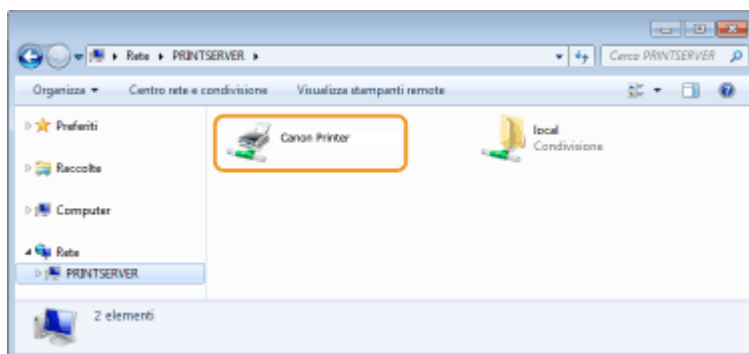 Rete ▸ PRINTSERVER ▸
Cerca PRINTSERVER
Organizza ▾ Centro rete e condivisione Visualizza stampanti remote
Preferiti
Canon Printer
local
Condivisione
Raccolte
Computer
Rete
PRINTSERVER
2 elementi